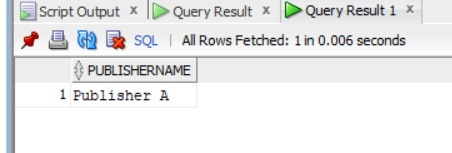 Script Output x Query Result x Query Result 1 x
SQL | All Rows Fetched: 1 in 0.006 seconds
PUBLISHERNAME
1 Publisher A